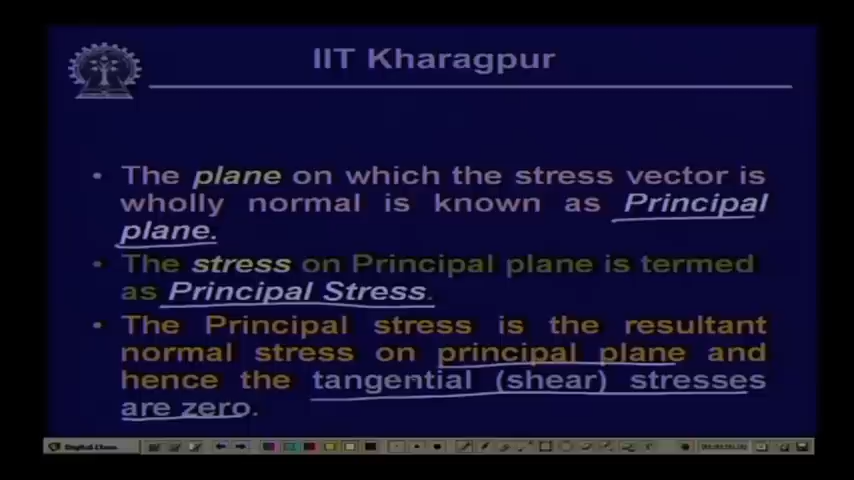 IIT Kharagpur
• The plane on which the stress vector is
wholly normal is known as Principal
plane.
• The stress on Principal plane is termed
as Principal Stress.
• The Principal stress is the resultant
normal stress on principal plane and
hence the tangential (shear) stresses
are zero.